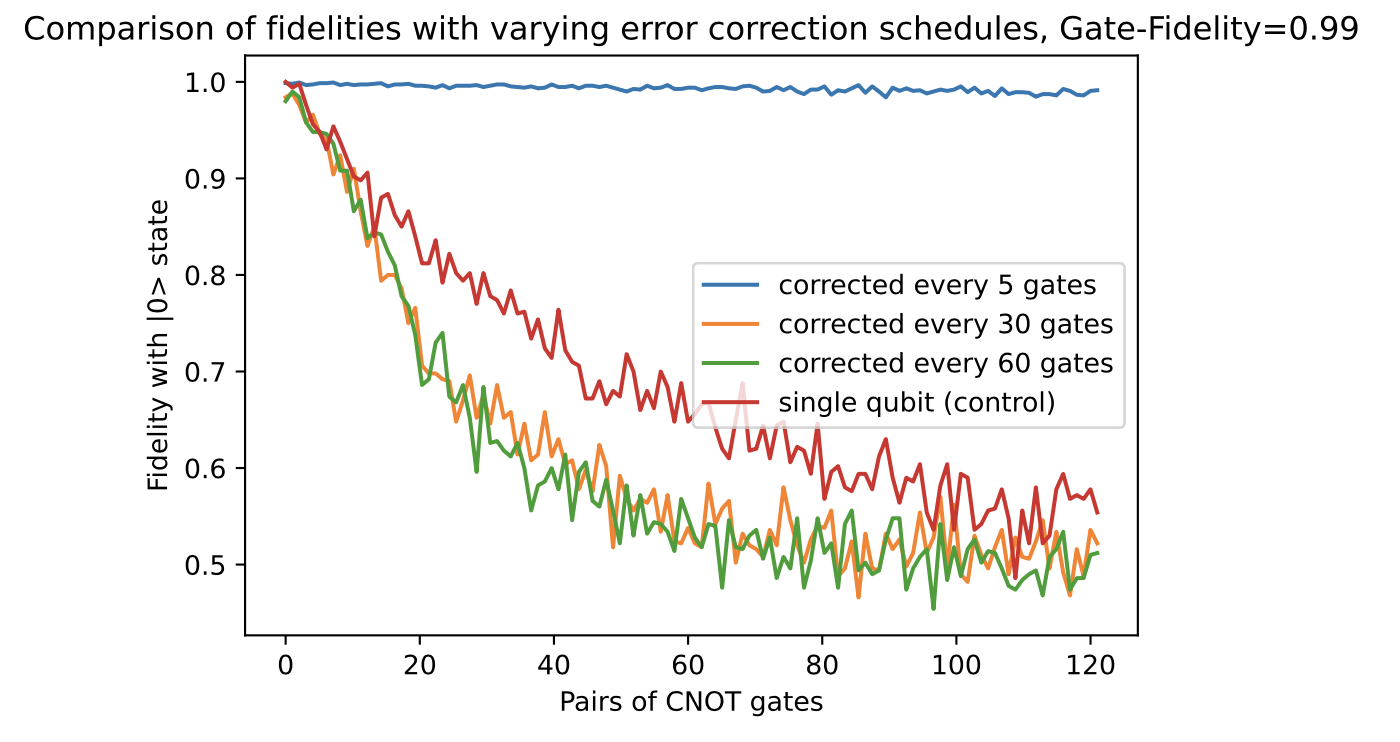 Comparison of fidelities with varying error correction schedules, Gate-Fidelity=0.99
1.0
0.9
0.8
0.7
0.6
0.5
Fidelity with |0> state
corrected every 5 gates
corrected every 30 gates
corrected every 60 gates
single qubit (control)
0 20 40 60 80 100 120
Pairs of CNOT gates